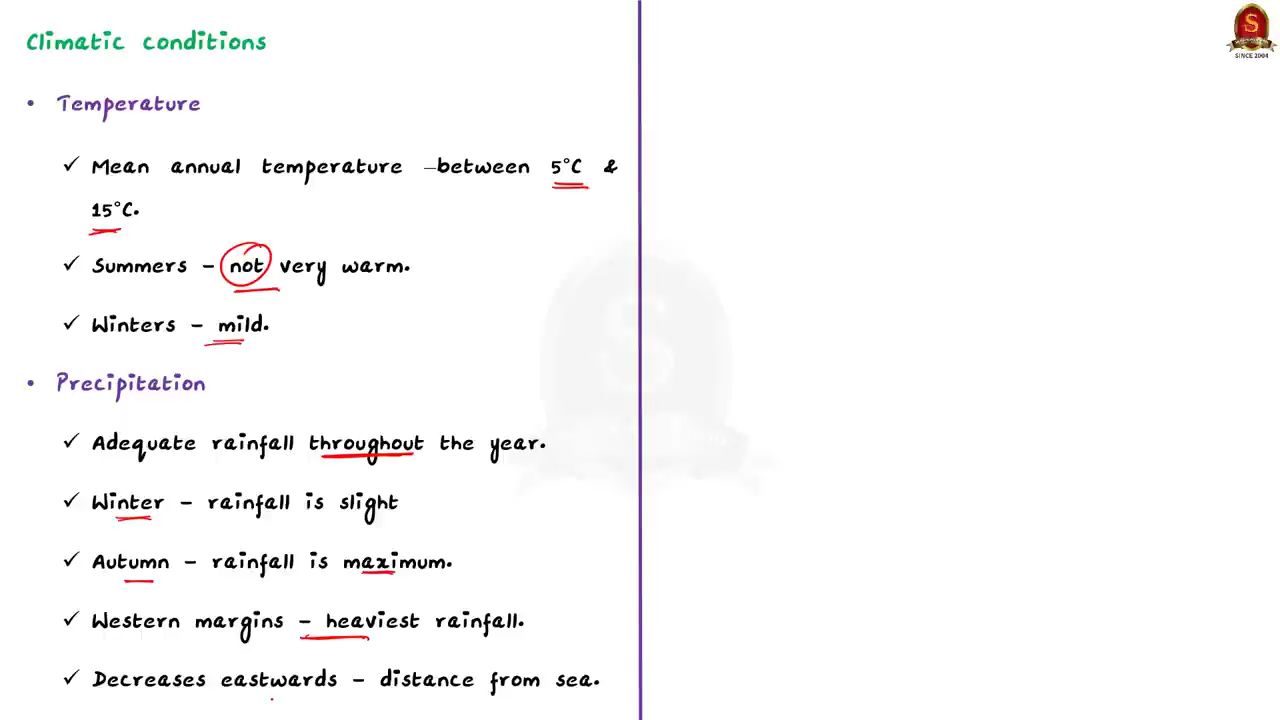 Climatic conditions
• Temperature
✓ Mean annual temperature –between 5°C &
15°C.
✓ Summers – not very warm.
✓ Winters – mild.
• Precipitation
✓ Adequate rainfall throughout the year.
✓ Winter – rainfall is slight
✓ Autumn – rainfall is maximum.
✓ Western margins – heaviest rainfall.
✓ Decreases eastwards – distance from sea.
S
SINCE 2004